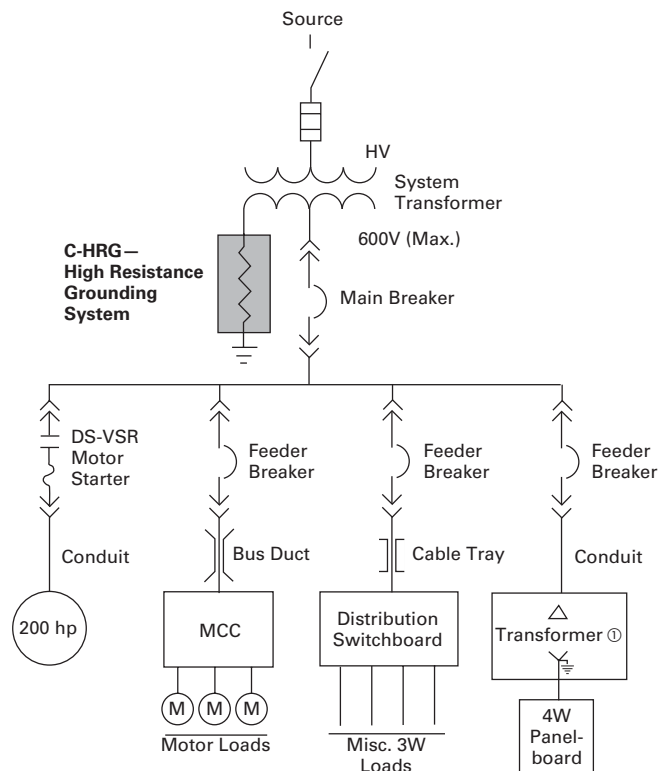 Source
HV
System
Transformer
600V (Max.)
C-HRG—
High Resistance
Grounding
System
Main Breaker
DS-VSR
Motor
Starter
Feeder
Breaker
Feeder
Breaker
Feeder
Breaker
Conduit
Bus Duct
Cable Tray
Conduit
200 hp
MCC
Distribution
Switchboard
Transformer ①
M M M
Motor Loads
Misc. 3W
Loads
4W
Panel-
board